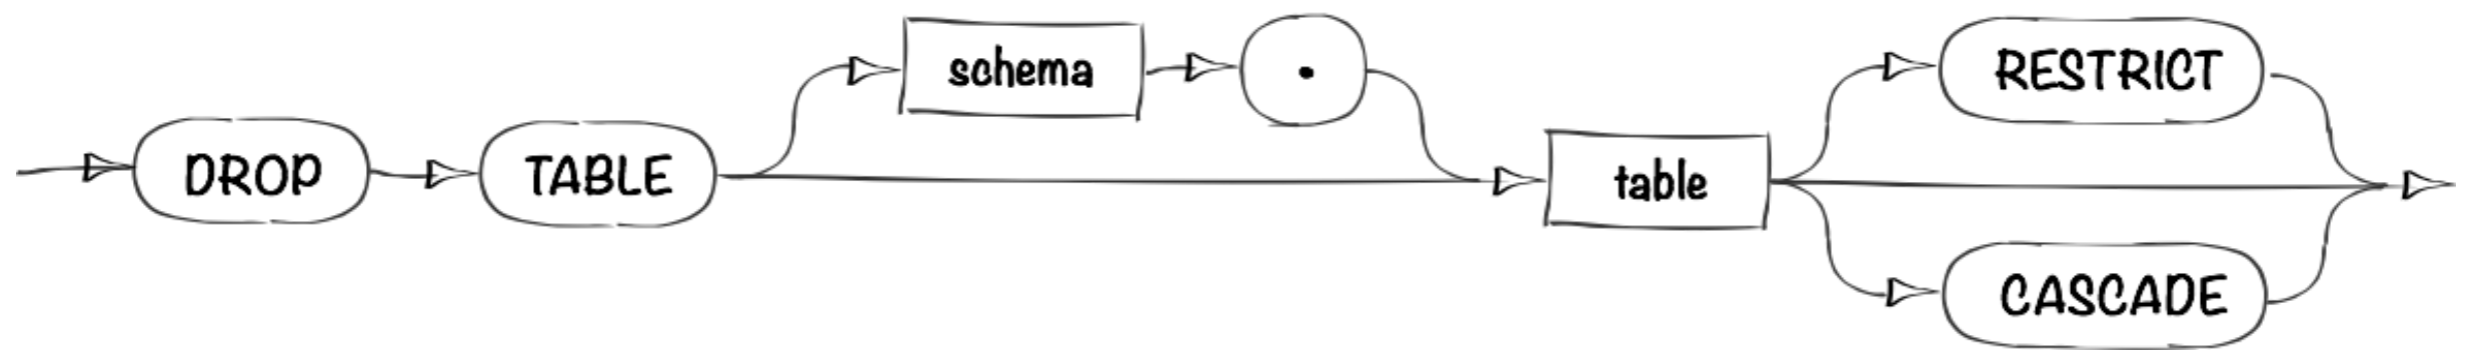 DROP
TABLE
schema
.
table
RESTRICT
CASCADE